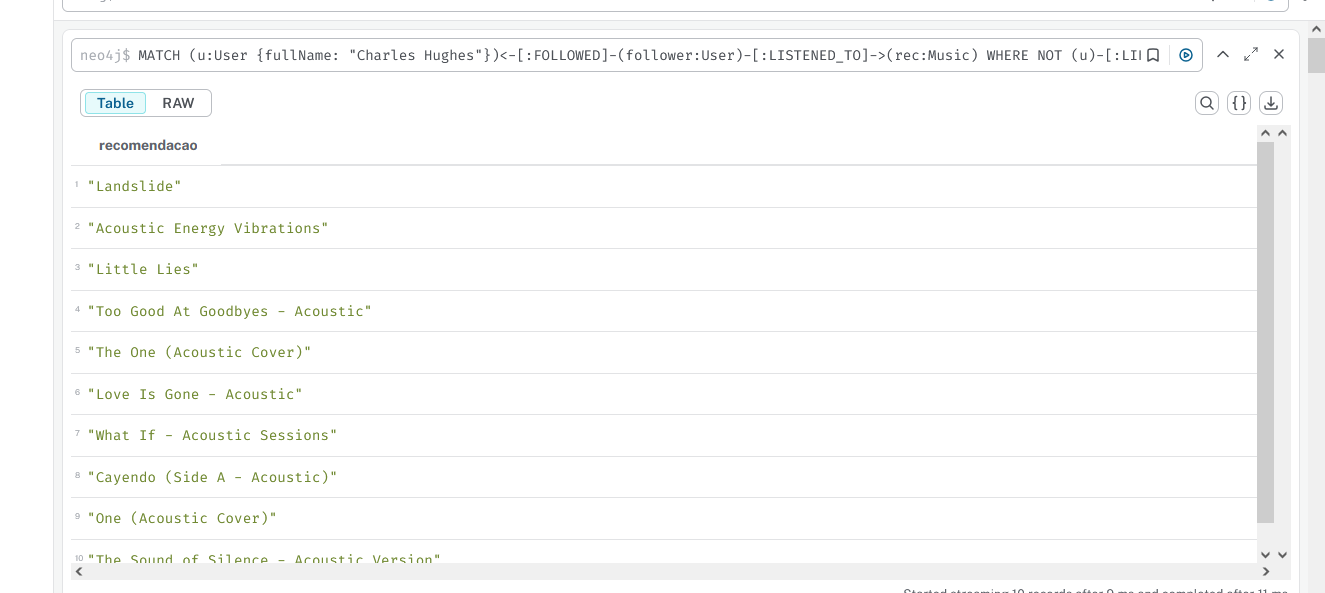 neo4j$ MATCH (u:User {fullName: "Charles Hughes"})<-[:FOLLOWED]-(follower:User)-[:LISTENED_TO]->(rec:Music) WHERE NOT (u)-[:LI
Table RAW
recomendacao
1 "Landslide"
2 "Acoustic Energy Vibrations"
3 "Little Lies"
4 "Too Good At Goodbyes - Acoustic"
5 "The One (Acoustic Cover)"
6 "Love Is Gone - Acoustic"
7 "What If - Acoustic Sessions"
8 "Cayendo (Side A - Acoustic)"
9 "One (Acoustic Cover)"
10 "The Sound of Silence - Acoustic Version"
Started streaming 10 records after 9 ms and completed after 11 ms